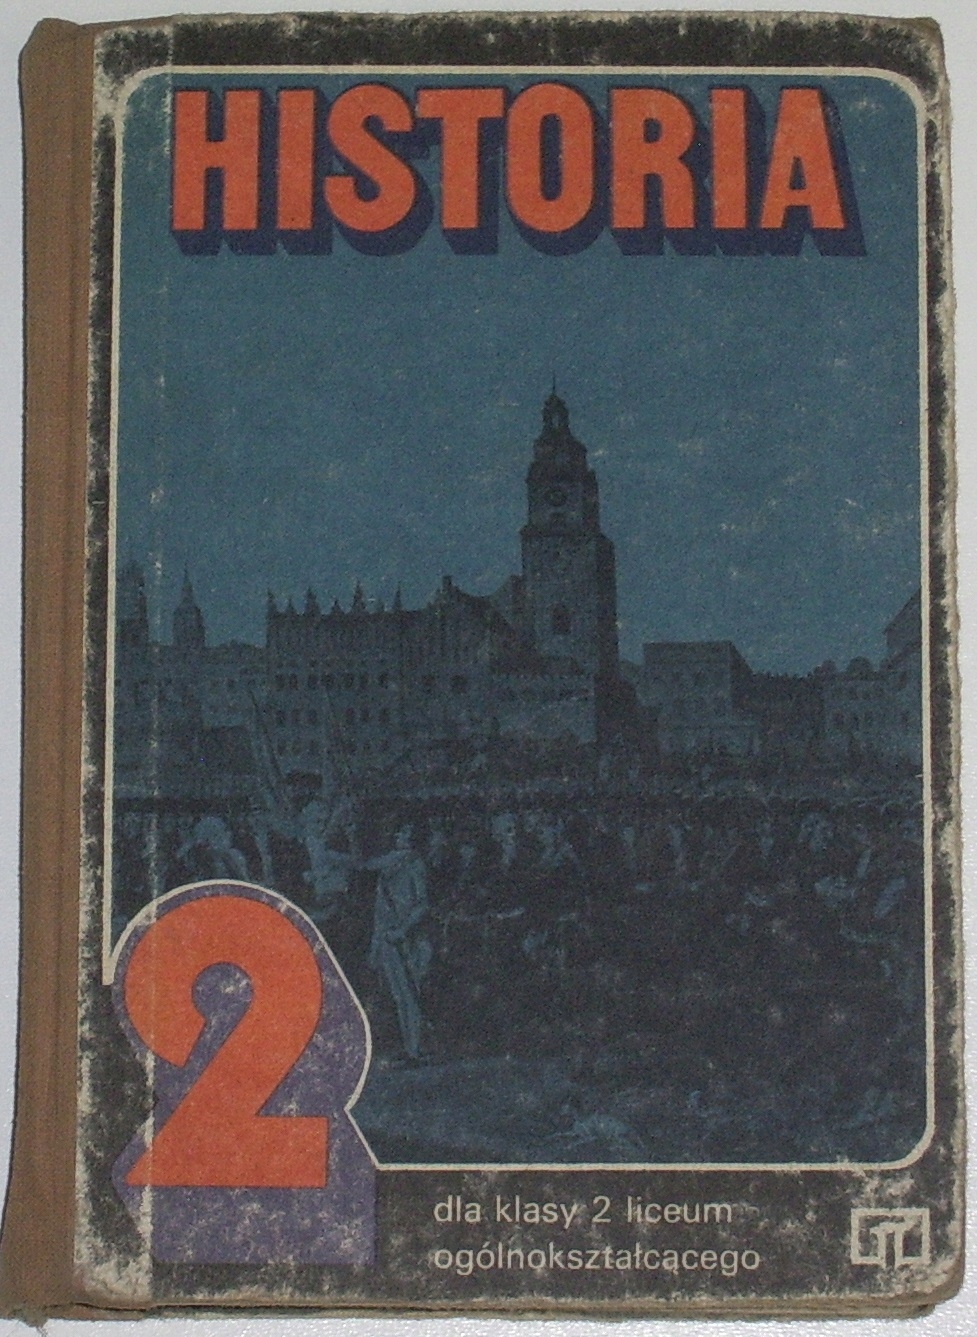 HISTORIA
2
dla klasy 2 liceum
ogólnokształcącego